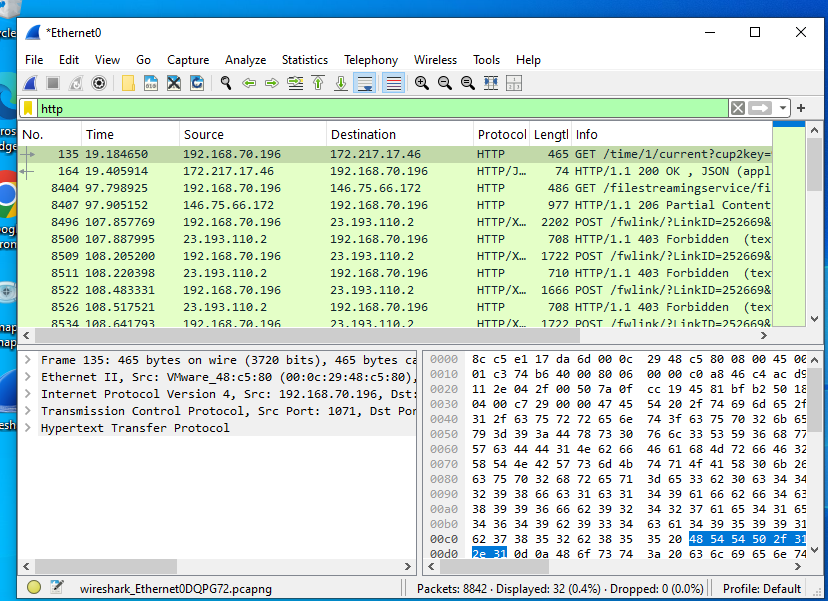 *Ethernet0
File Edit View Go Capture Analyze Statistics Telephony Wireless Tools Help
http
No. Time Source Destination Protocol Lengtl Info
135 19.184650 192.168.70.196 172.217.17.46 HTTP 465 GET /time/1/current?cup2key=
164 19.405914 172.217.17.46 192.168.70.196 HTTP/J… 74 HTTP/1.1 200 OK , JSON (appl
8404 97.798925 192.168.70.196 146.75.66.172 HTTP 486 GET /filestreamingservice/fi
8407 97.905152 146.75.66.172 192.168.70.196 HTTP 977 HTTP/1.1 206 Partial Content
8496 107.857769 192.168.70.196 23.193.110.2 HTTP/X… 2202 POST /fwlink/?LinkID=252669&
8500 107.887995 23.193.110.2 192.168.70.196 HTTP 708 HTTP/1.1 403 Forbidden (tex
8509 108.205200 192.168.70.196 23.193.110.2 HTTP/X… 1722 POST /fwlink/?LinkID=252669&
8511 108.220398 23.193.110.2 192.168.70.196 HTTP 710 HTTP/1.1 403 Forbidden (tex
8522 108.483331 192.168.70.196 23.193.110.2 HTTP/X… 1666 POST /fwlink/?LinkID=252669&
8526 108.517521 23.193.110.2 192.168.70.196 HTTP 708 HTTP/1.1 403 Forbidden (tex
8534 108.641793 192.168.70.196 23.193.110.2 HTTP/X… 1722 POST /fwlink/?LinkID=252669&
Frame 135: 465 bytes on wire (3720 bits), 465 bytes ca
Ethernet II, Src: VMware_48:c5:80 (00:0c:29:48:c5:80),
Internet Protocol Version 4, Src: 192.168.70.196, Dst:
Transmission Control Protocol, Src Port: 1071, Dst Por
Hypertext Transfer Protocol
0000 8c c5 e1 17 da 6d 00 0c 29 48 c5 80 08 00 45 00
0010 01 c3 74 b6 40 00 80 06 00 00 c0 a8 46 c4 ac d9
0020 11 2e 04 2f 00 50 7a 0f cc 19 45 81 bf b2 50 18
0030 04 00 c7 29 00 00 47 45 54 20 2f 74 69 6d 65 2f
0040 31 2f 63 75 72 72 65 6e 74 3f 63 75 70 32 6b 65
0050 79 3d 39 3a 44 78 73 30 76 6c 33 53 59 36 68 77
0060 57 63 44 44 31 4e 62 66 46 61 68 4d 72 66 46 32
0070 58 54 4e 42 57 73 6d 4b 74 71 4f 41 58 30 6b 26
0080 63 75 70 32 68 72 65 71 3d 65 33 62 30 63 34 34
0090 32 39 38 66 63 31 63 31 34 39 61 66 62 66 34 63
00a0 38 39 39 36 66 62 39 32 34 32 37 61 65 34 31 65
00b0 34 36 34 39 62 39 33 34 63 61 34 39 35 39 39 31
00c0 62 37 38 35 32 62 38 35 35 20 48 54 54 50 2f 31
00d0 2e 31 0d 0a 48 6f 73 74 3a 20 63 6c 69 65 6e 74
wireshark_Ethernet0DQPG72.pcapng Packets: 8842 · Displayed: 32 (0.4%) · Dropped: 0 (0.0%) Profile: Default